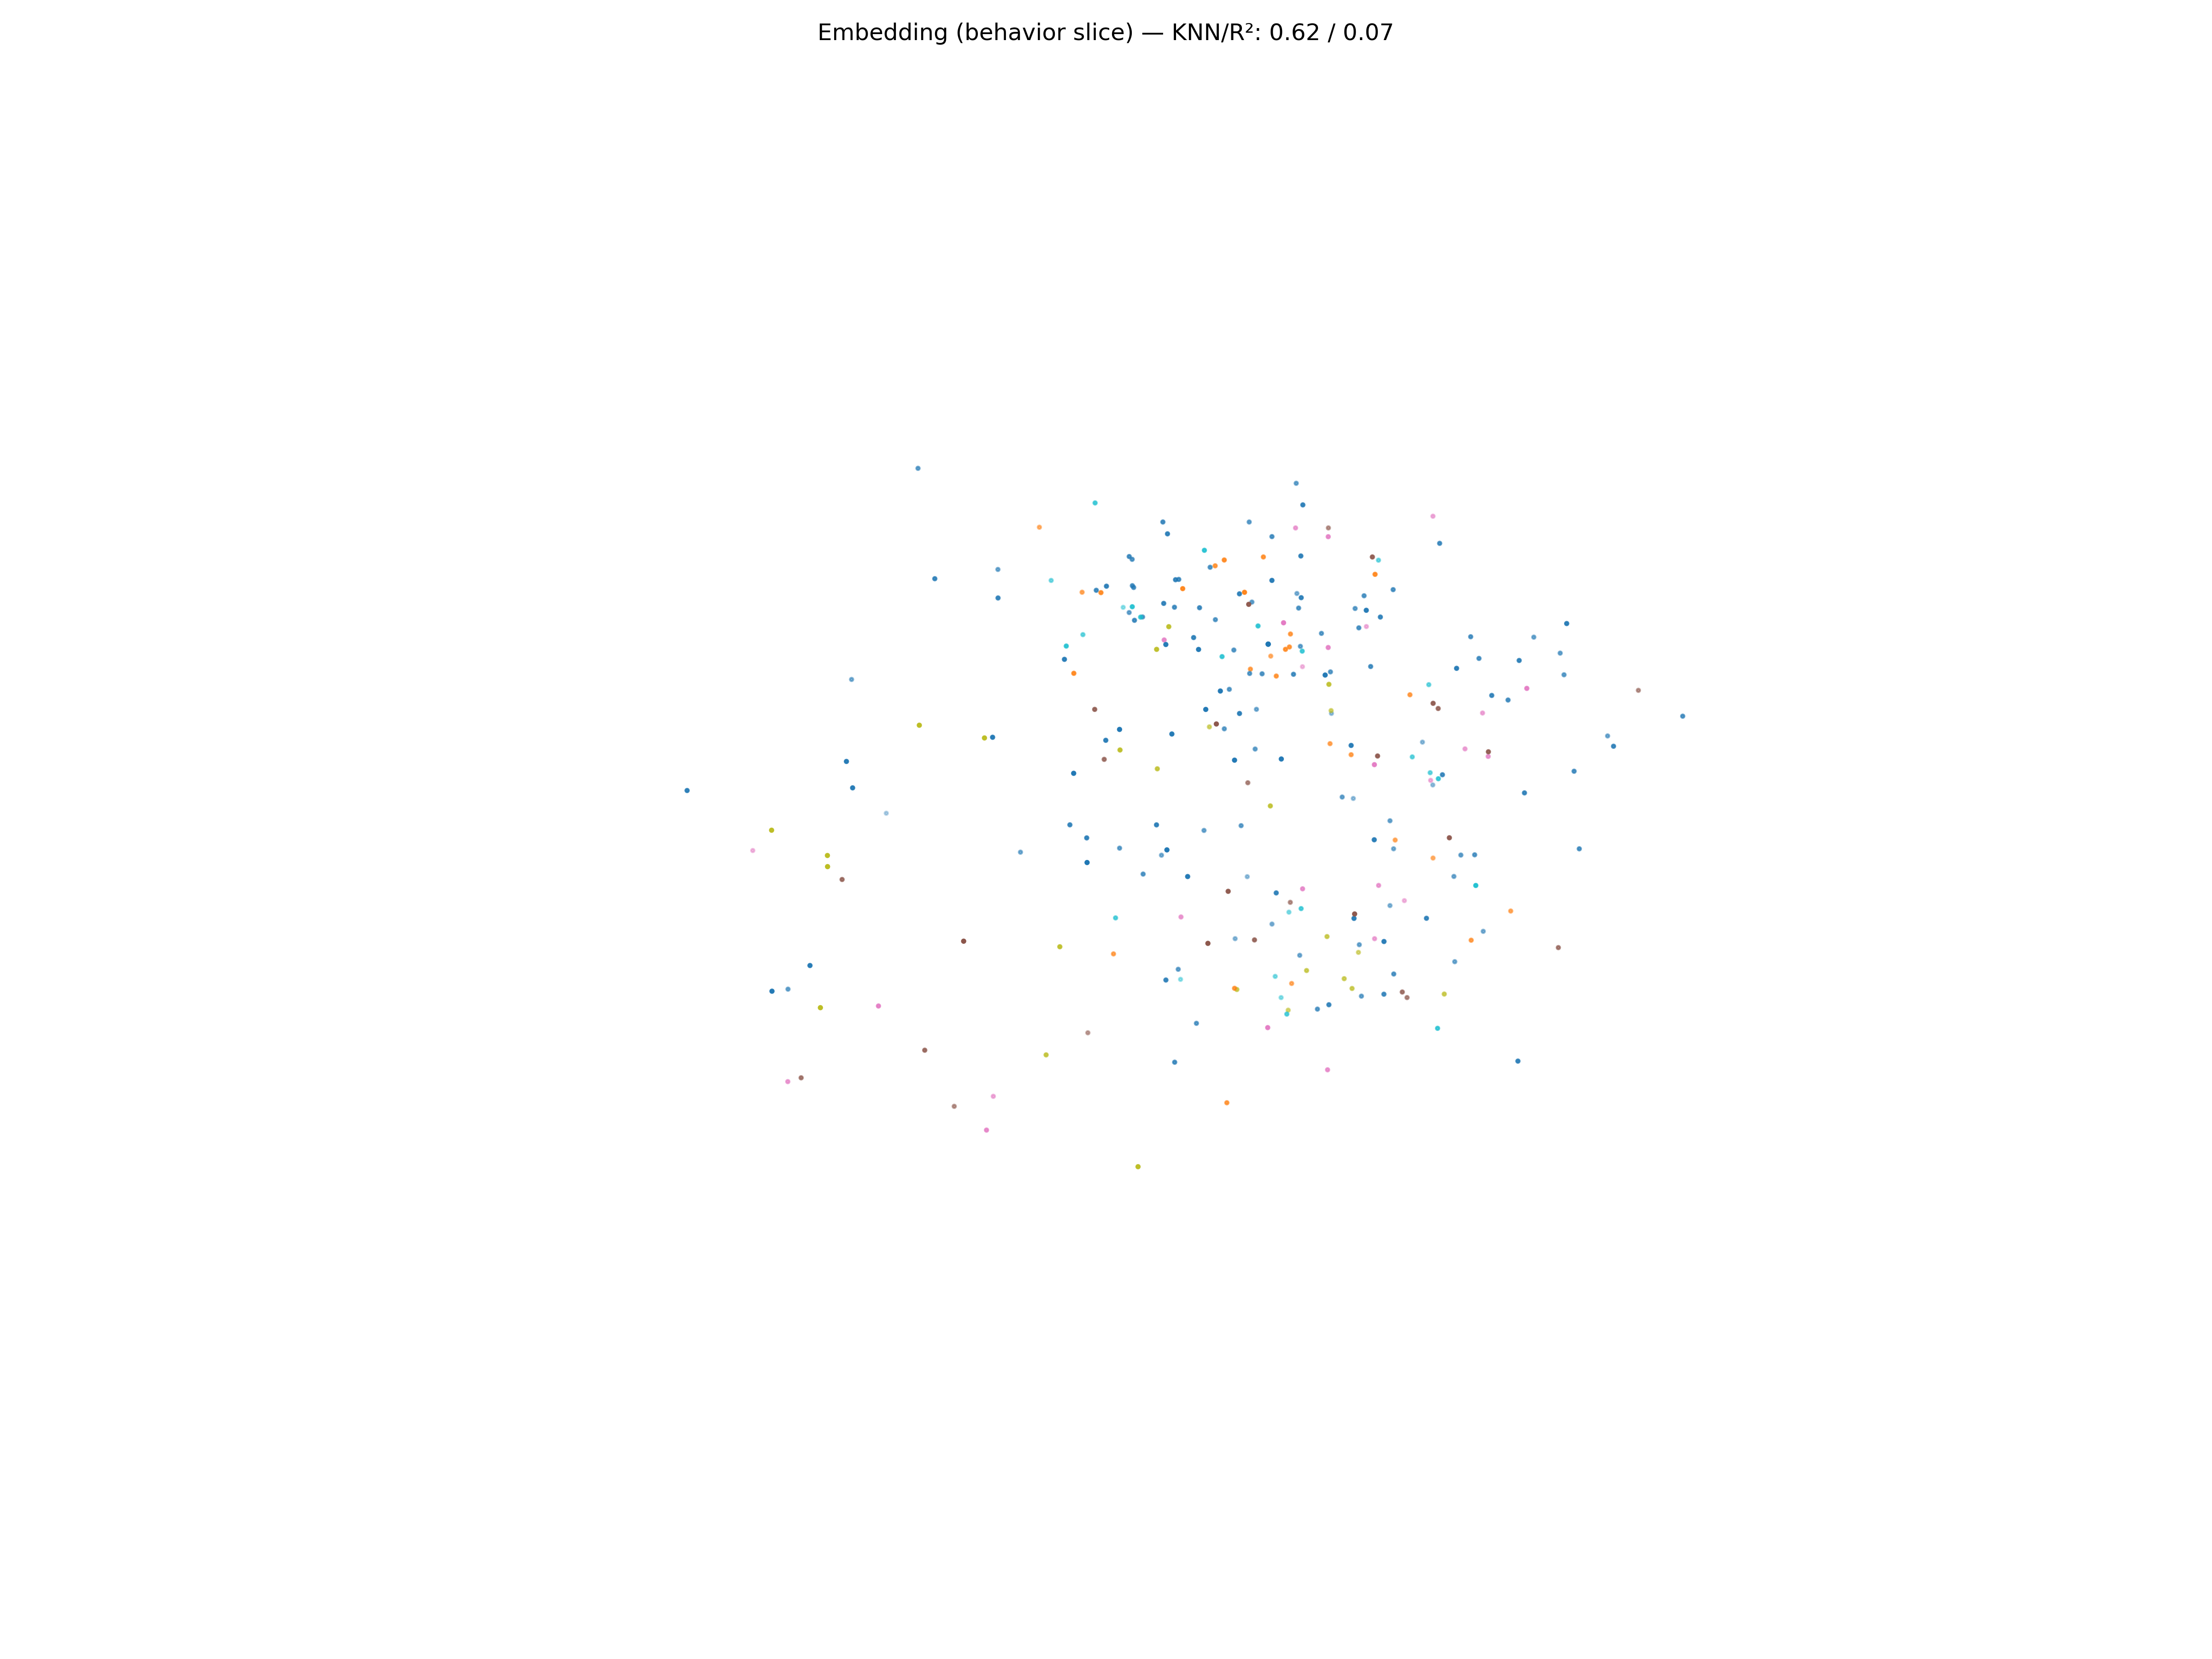 Embedding (behavior slice) — KNN/R²: 0.62 / 0.07